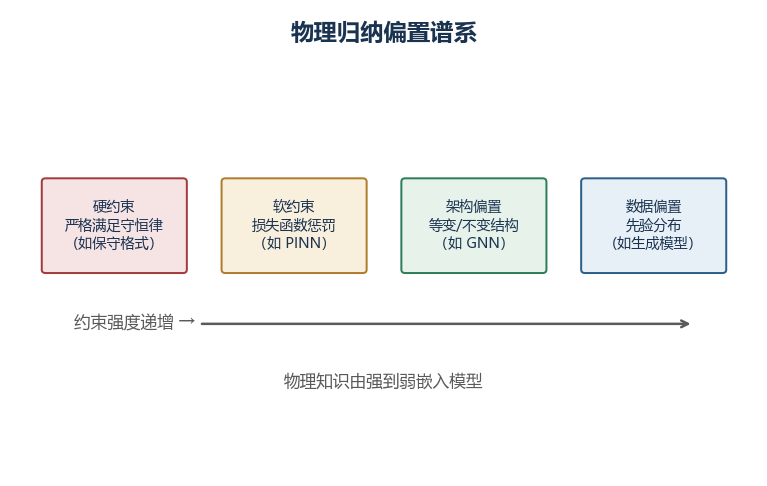 物理归纳偏置谱系
硬约束
严格满足守恒律
（如保守格式）
软约束
损失函数惩罚
（如 PINN）
架构偏置
等变/不变结构
（如 GNN）
数据偏置
先验分布
（如生成模型）
约束强度递增 →
物理知识由强到弱嵌入模型